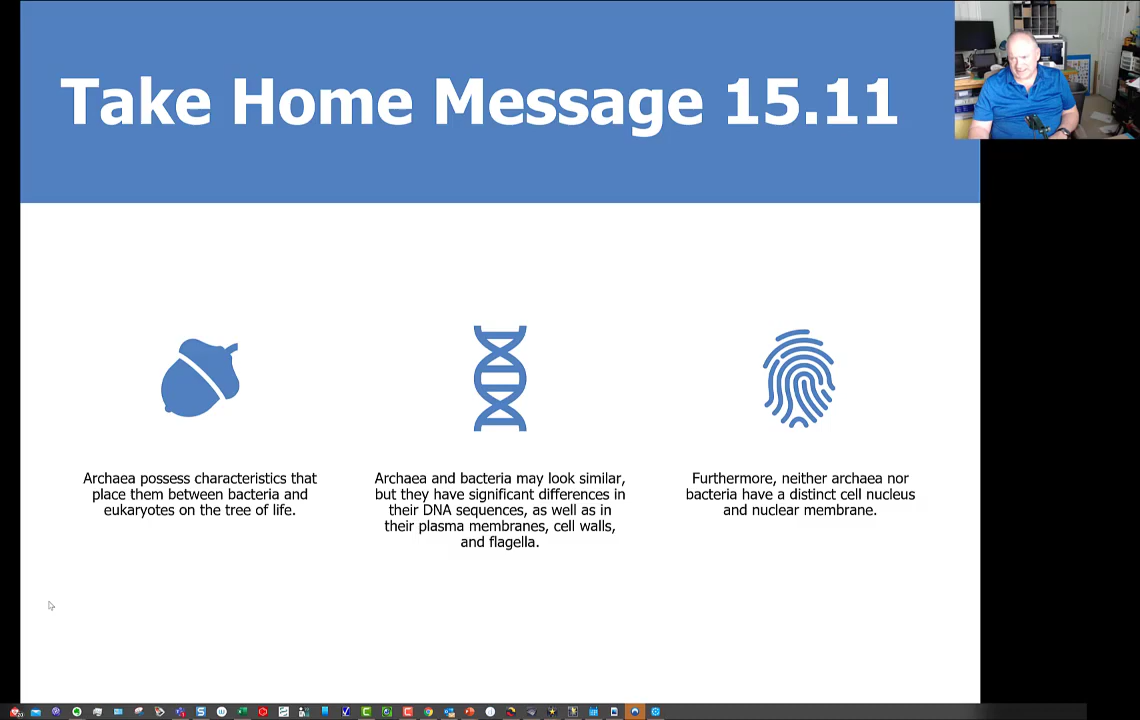 Take Home Message 15.11
Archaea possess characteristics that
place them between bacteria and
eukaryotes on the tree of life.
Archaea and bacteria may look similar,
but they have significant differences in
their DNA sequences, as well as in
their plasma membranes, cell walls,
and flagella.
Furthermore, neither archaea nor
bacteria have a distinct cell nucleus
and nuclear membrane.